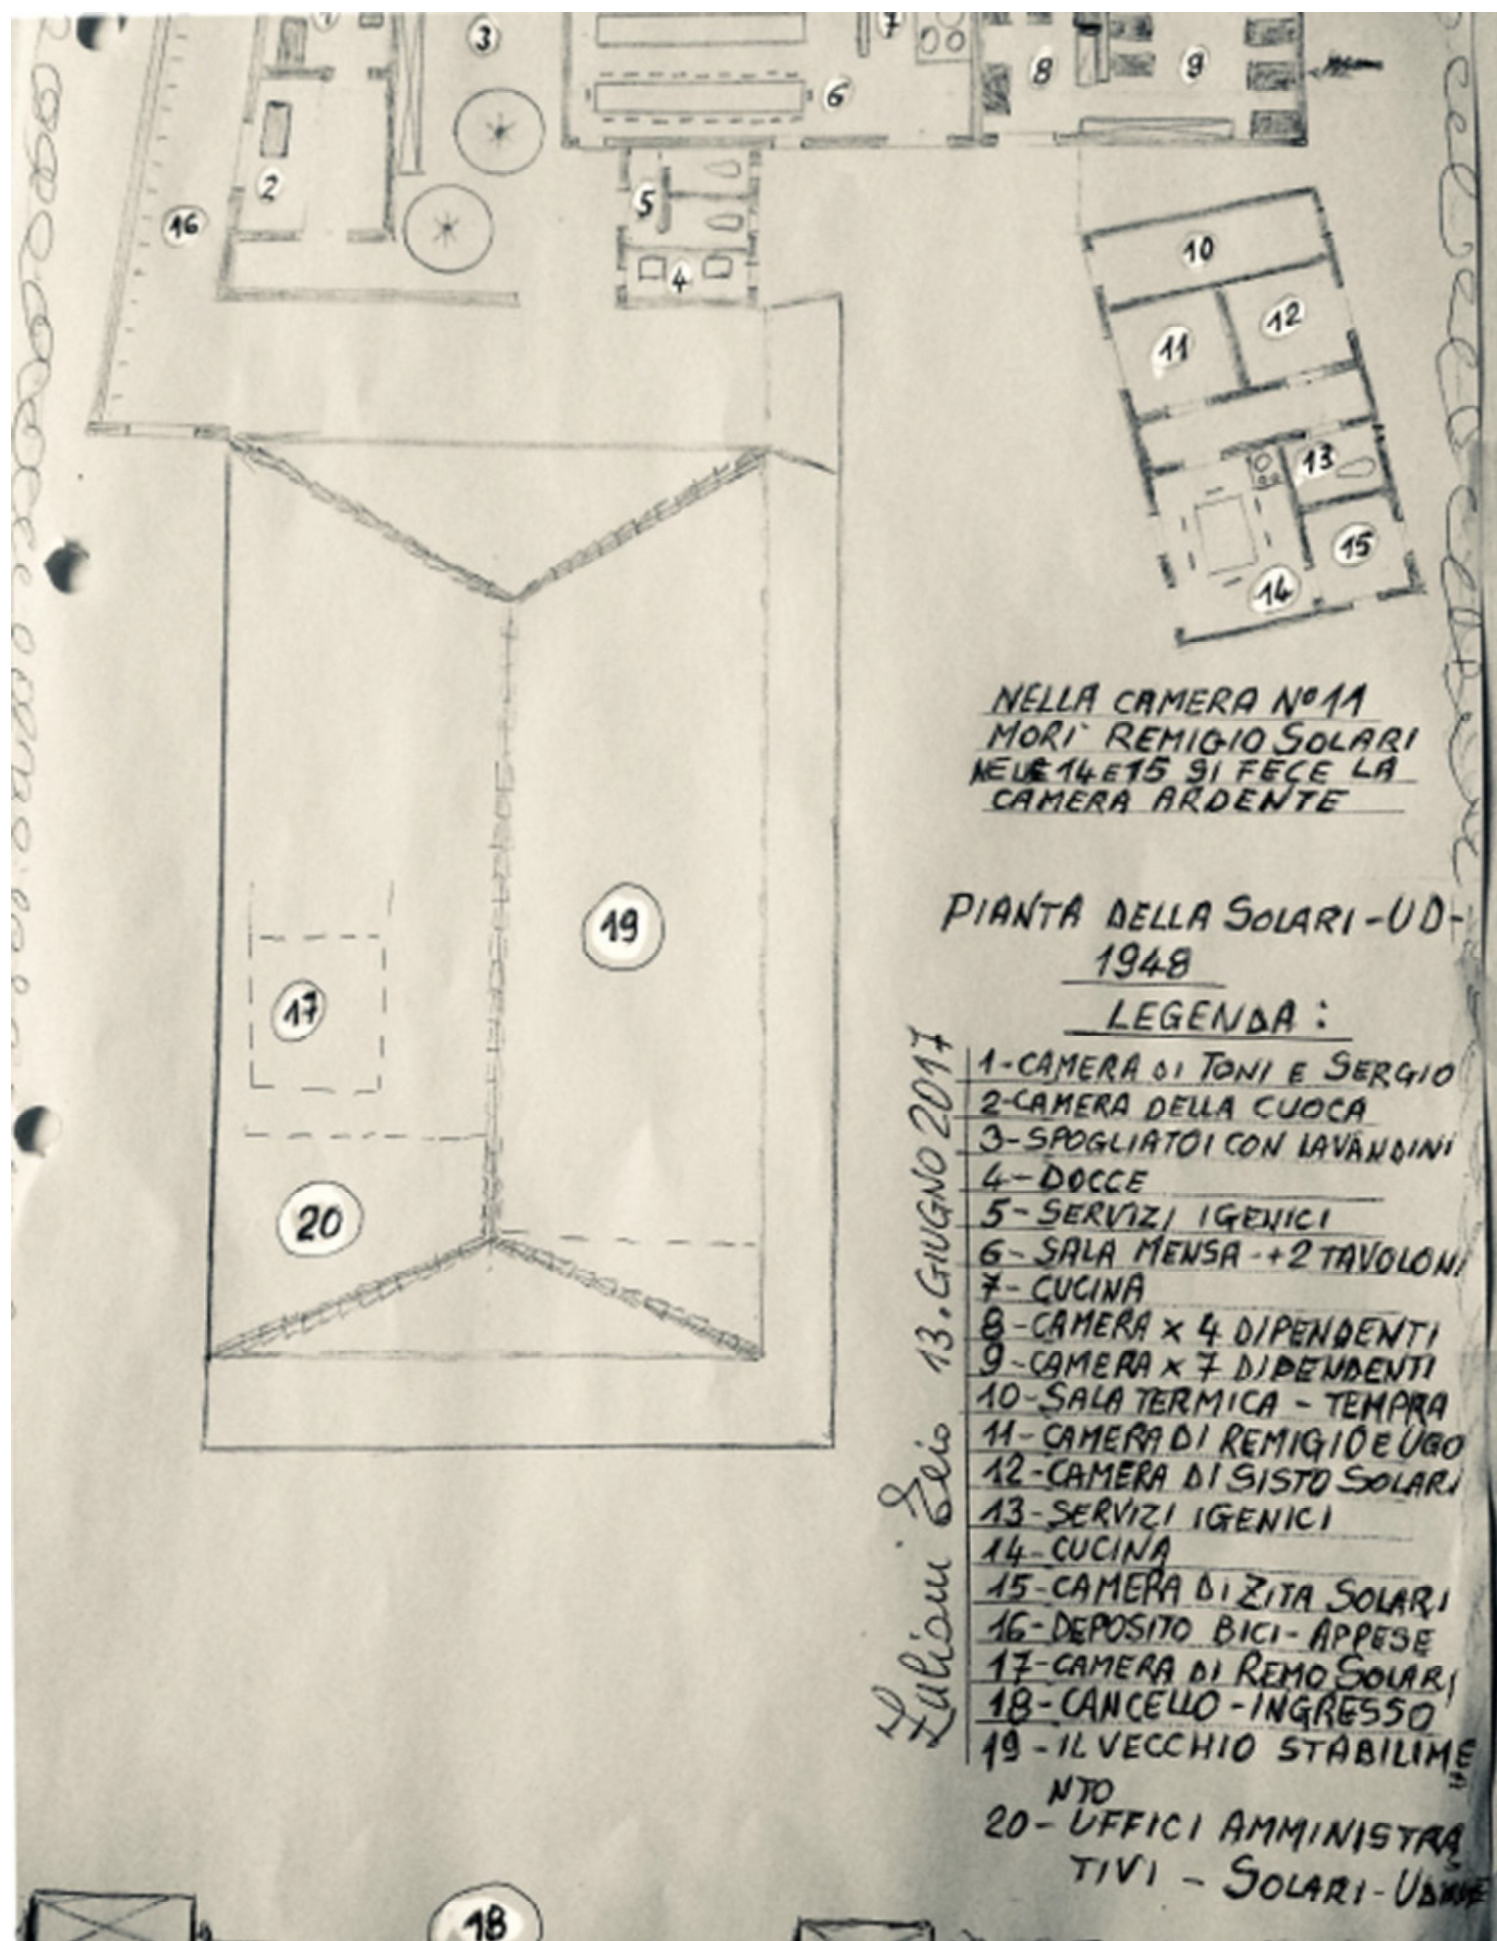 1
3
7
8
9
6
2
5
16
4
10
12
11
13
15
14
NELLA CAMERA Nº 11
MORI` REMIGIO SOLARI
NELLE 14 E 15 SI FECE LA
CAMERA ARDENTE
19
17
20
18
PIANTA DELLA SOLARI-UD-
1948
LEGENDA:
1-CAMERA DI TONI E SERGIO
2-CAMERA DELLA CUOCA
3-SPOGLIATOI CON LAVANDINI
4-DOCCE
5-SERVIZI IGENICI
6-SALA MENSA-+2 TAVOLONI
7-CUCINA
8-CAMERA x 4 DIPENDENTI
9-CAMERA x 7 DIPENDENTI
10-SALA TERMICA - TEMPRA
11-CAMERA DI REMIGIO E UGO
12-CAMERA DI SISTO SOLARI
13-SERVIZI IGENICI
14-CUCINA
15-CAMERA DI ZITA SOLARI
16-DEPOSITO BICI-APPESE
17-CAMERA DI REMO SOLARI
18-CANCELLO-INGRESSO
19-IL VECCHIO STABILIME
NTO
20-UFFICI AMMINISTRA
TIVI - SOLARI-UDINE
13.GIUGNO 2017